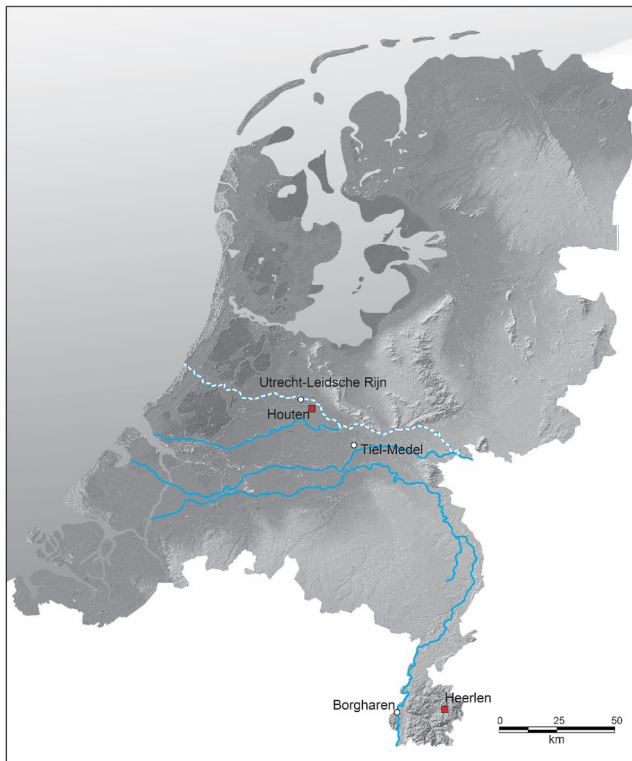 Utrecht-Leidsche Rijn
Houten
Tiel-Medel
Borgharen
Heerlen
0 25 50
km